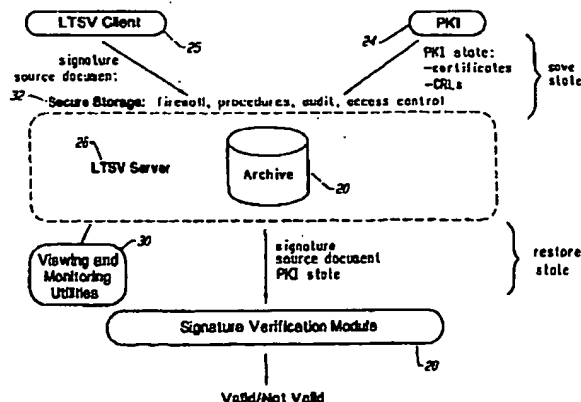 LTSV Client
25
24
PKI
signature
source document:
PKI state:
-certificates
-CRLs
save
state
32
Secure Storage: firewall, procedures, audit, access control
26
LTSV Server
Archive
20
30
Viewing and
Monitoring
Utilities
signature
source document
PKI state
restore
state
Signature Verification Module
20
Valid/Not Valid